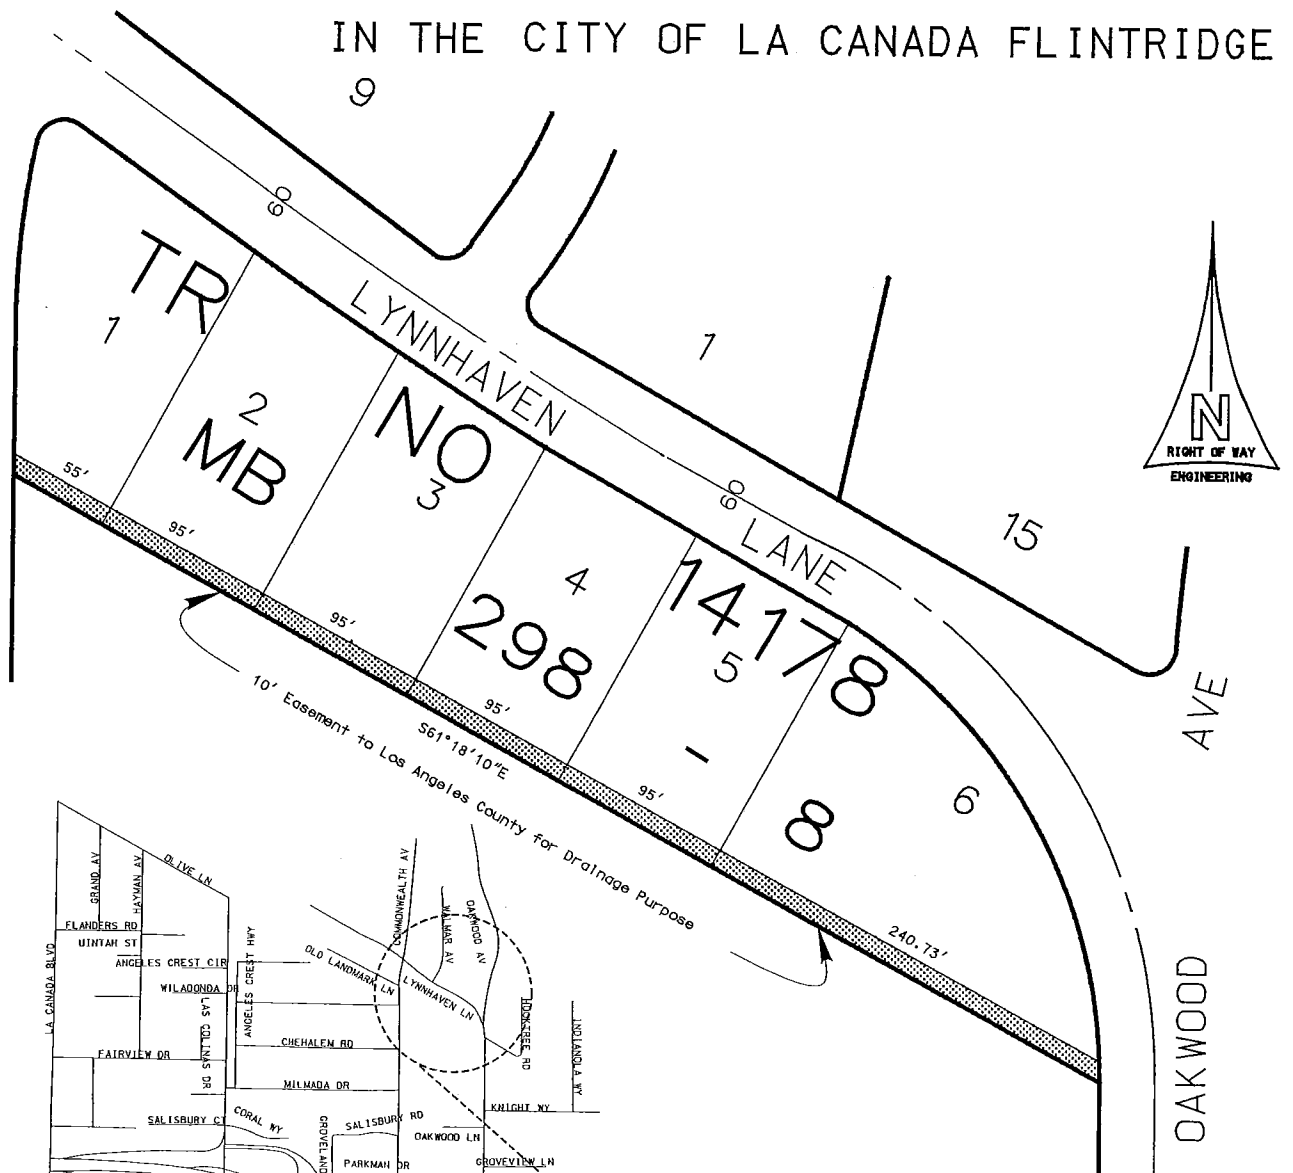 IN THE CITY OF LA CANADA FLINTRIDGE
9
60
TR NO 14178
1
2
MB 298 - 8
3
4
5
6
LYNNHAVEN LANE
60
1
15
N
RIGHT OF WAY
ENGINEERING
55'
95'
95'
95'
95'
240.73'
S61°18'10"E
10' Easement to Los Angeles County for Drainage Purpose
OAKWOOD AVE
OLIVE LN
GRAND AV
HAYMAN AV
FLANDERS RD
UINTAH ST
ANGELES CREST CIR
WILADONDA DR
LA CANADA BLVD
ANGELES CREST HWY
LAS COLINAS DR
FAIRVIEW DR
SALISBURY CT
CORAL WY
CHEHALEM RD
MILMADA DR
GROVELAND
SALISBURY RD
PARKMAN DR
OLD LANDMARK LN
LYNNHAVEN LN
COMMONWEALTH AV
WALMAR AV
OAKWOOD AV
ROCKTREE RD
INDIANOLA WY
KNIGHT WY
OAKWOOD LN
GROVEVIEW LN